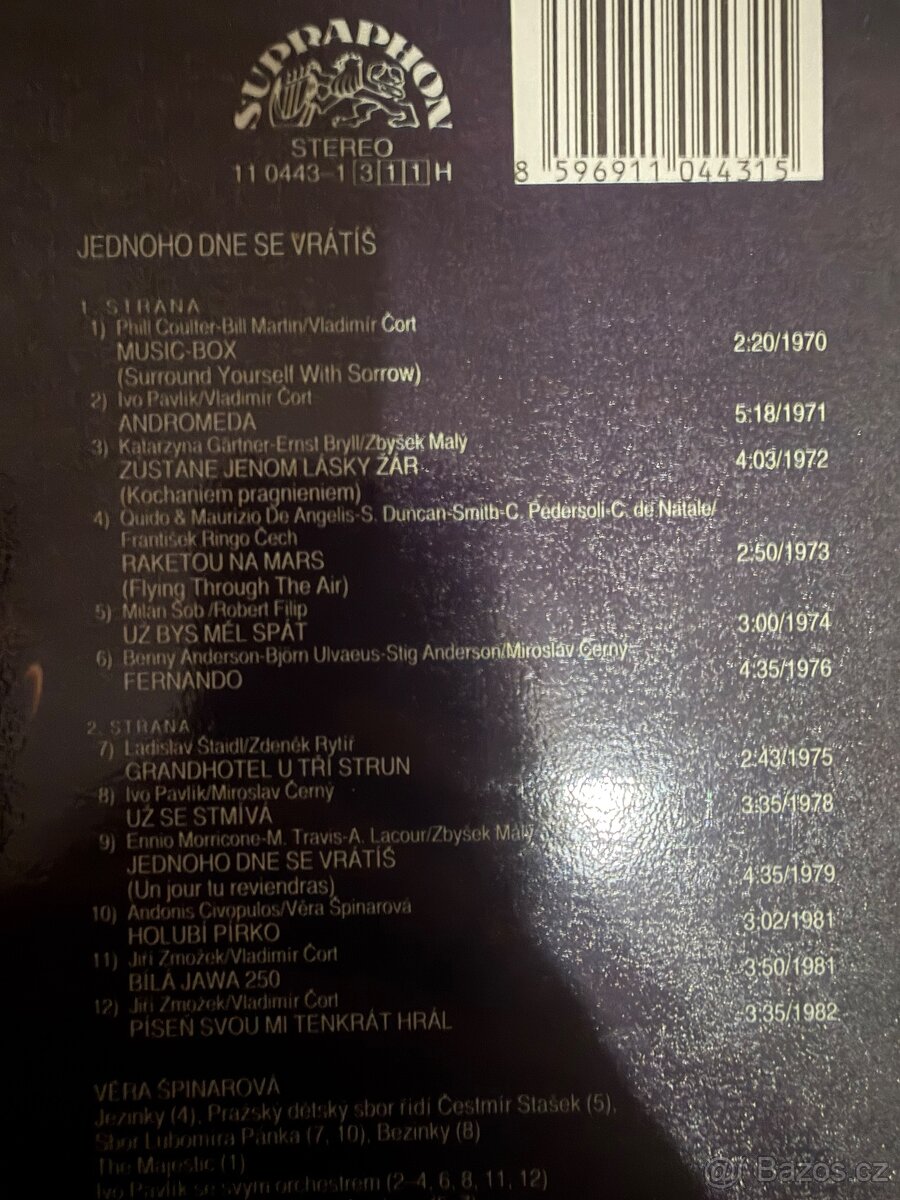 SUPRAPHON
STEREO
11 0443-1 311 H
8 596911 044315
JEDNOHO DNE SE VRÁTÍŠ
1. STRANA
1) Phill Coulter-Bill Martin/Vladimír Čort
MUSIC-BOX 2:20/1970
(Surround Yourself With Sorrow)
2) Ivo Pavlík/Vladimír Čort
ANDROMEDA 5:18/1971
3) Katarzyna Gärtner-Ernst Bryll/Zbyšek Malý
ZŮSTANE JENOM LÁSKY ŽÁR 4:03/1972
(Kochaniem pragnieniem)
4) Quido & Maurizio De Angelis-S. Duncan-Smith-C. Pedersoli-C. de Natale/
František Ringo Čech
RAKETOU NA MARS 2:50/1973
(Flying Through The Air)
5) Milan Sob /Robert Filip
UŽ BYS MĚL SPÁT 3:00/1974
6) Benny Anderson-Björn Ulvaeus-Stig Anderson/Miroslav Černý
FERNANDO 4:35/1976
2. STRANA
7) Ladislav Štaidl/Zdeněk Rytíř
GRANDHOTEL U TŘÍ STRUN 2:43/1975
8) Ivo Pavlík/Miroslav Černý
UŽ SE STMÍVÁ 3:35/1978
9) Ennio Morricone-M. Travis-A. Lacour/Zbyšek Malý
JEDNOHO DNE SE VRÁTÍŠ 4:35/1979
(Un jour tu reviendras)
10) Andonis Civopulos/Věra Špinarová
HOLUBÍ PÍRKO 3:02/1981
11) Jiří Zmožek/Vladimír Čort
BÍLÁ JAWA 250 3:50/1981
12) Jiří Zmožek/Vladimír Čort
PÍSEŇ SVOU MI TENKRÁT HRÁL 3:35/1982
VĚRA ŠPINAROVÁ
Jezinky (4), Pražský dětský sbor řídí Čestmír Stašek (5),
Sbor Lubomíra Pánka (7, 10), Bezinky (8)
The Majestic (1)
Ivo Pavlík se svým orchestrem (2-4, 6, 8, 11, 12)
@ Bazos.cz